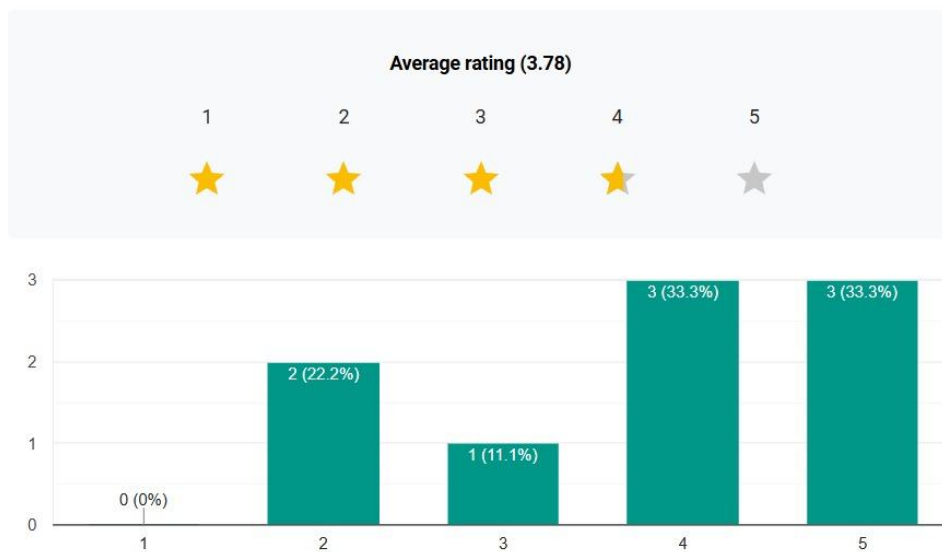 Average rating (3.78)
1 2 3 4 5
3
3 (33.3%) 3 (33.3%)
2
2 (22.2%)
1
1 (11.1%)
0 (0%)
0
1 2 3 4 5